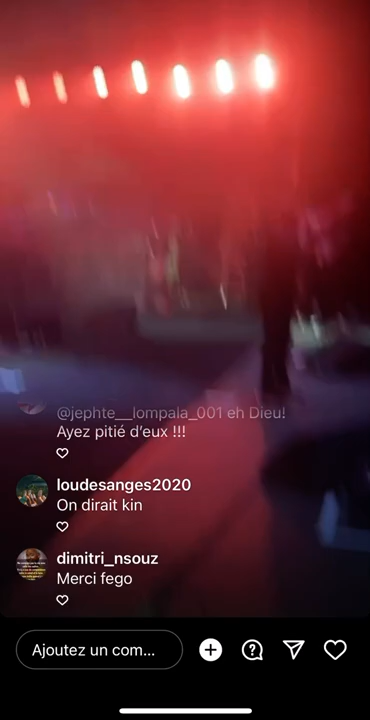 @jephte__lompala_001 eh Dieu!
Ayez pitié d'eux !!!
loudesanges2020
On dirait kin
dimitri_nsouz
Merci fego
Ajoutez un com...